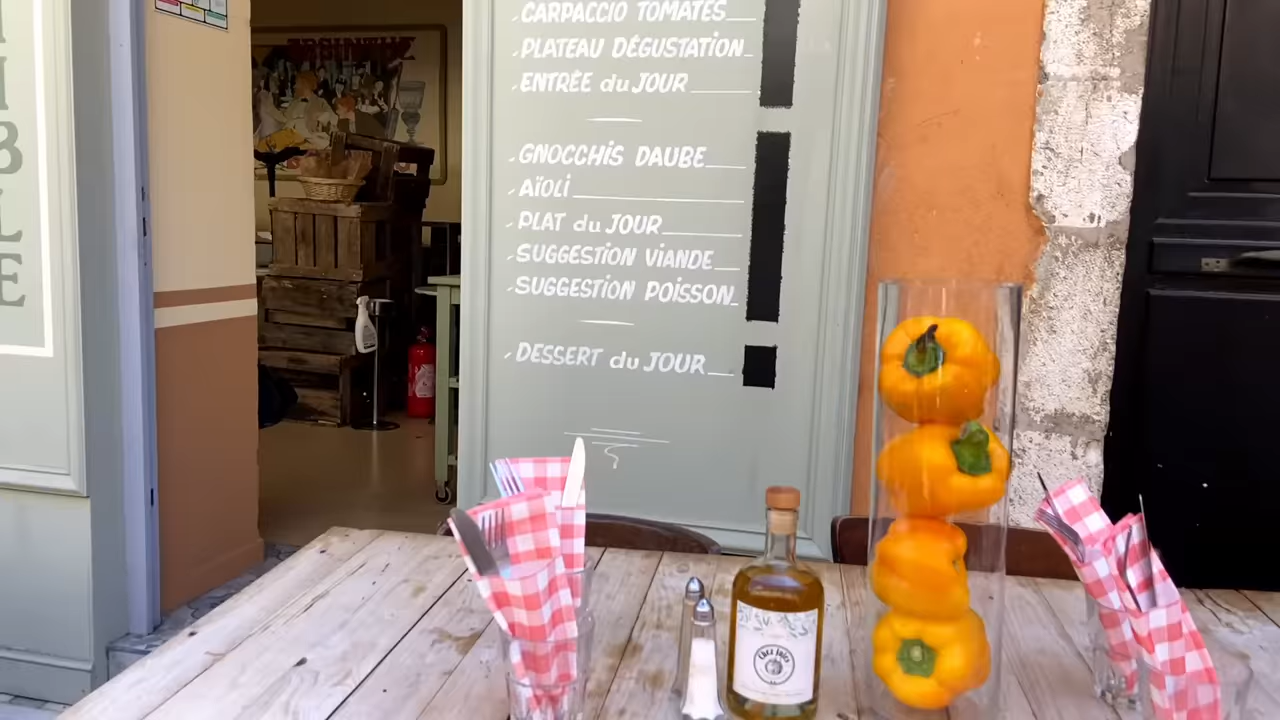 CARPACCIO TOMATES
PLATEAU DÉGUSTATION
ENTRÉE du JOUR
GNOCCHIS DAUBE
AÏOLI
PLAT du JOUR
SUGGESTION VIANDE
SUGGESTION POISSON
DESSERT du JOUR
ABSINTHE
B
L
E
Chez Jules